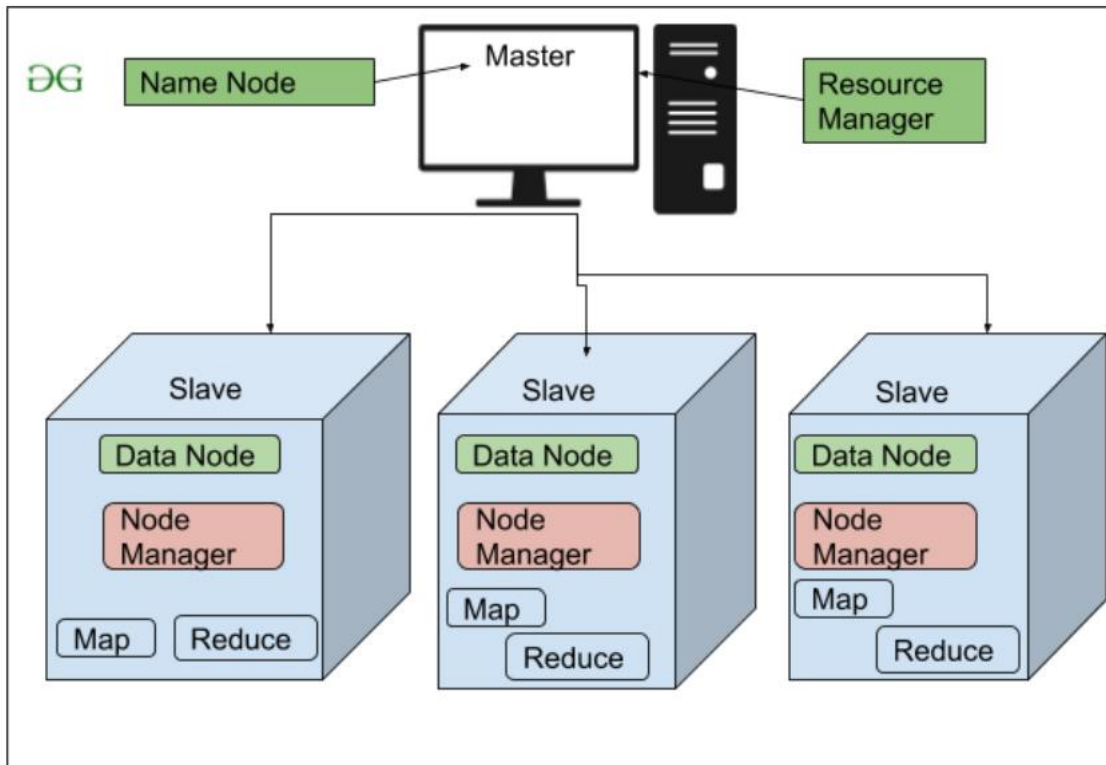 Master
Name Node
Resource
Manager
Slave
Data Node
Node
Manager
Map
Reduce
Slave
Data Node
Node
Manager
Map
Reduce
Slave
Data Node
Node
Manager
Map
Reduce